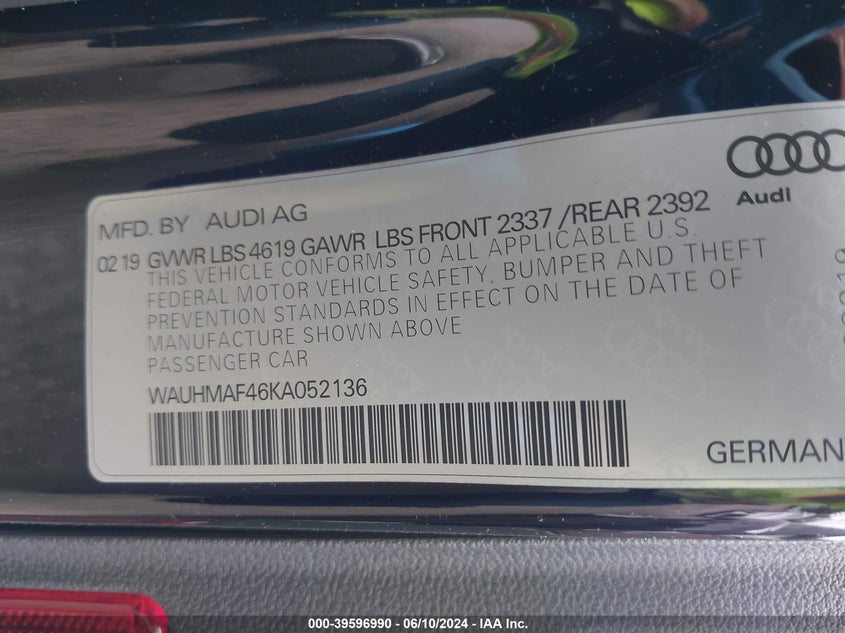 Audi
MFD. BY AUDI AG
02 19 GVWR LBS 4619 GAWR LBS FRONT 2337 /REAR 2392
THIS VEHICLE CONFORMS TO ALL APPLICABLE U.S.
FEDERAL MOTOR VEHICLE SAFETY, BUMPER AND THEFT
PREVENTION STANDARDS IN EFFECT ON THE DATE OF
MANUFACTURE SHOWN ABOVE
PASSENGER CAR
WAUHMAF46KA052136
GERMAN
000-39596990 - 06/10/2024 - IAA Inc.